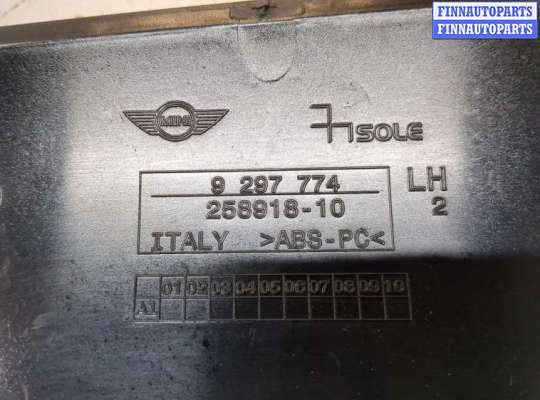 FINNAUTOPARTS
FINNAUTOPARTS
MINI
SOLE
9 297 774
LH
258918-10
2
ITALY >ABS-PC<
01 02 03 04 05 06 07 08 09 10
A1